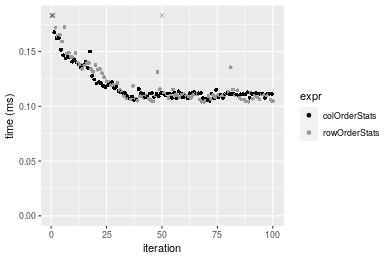 time (ms)
0.15
0.10
0.05
0.00
0
25
50
75
100
iteration
expr
colOrderStats
rowOrderStats